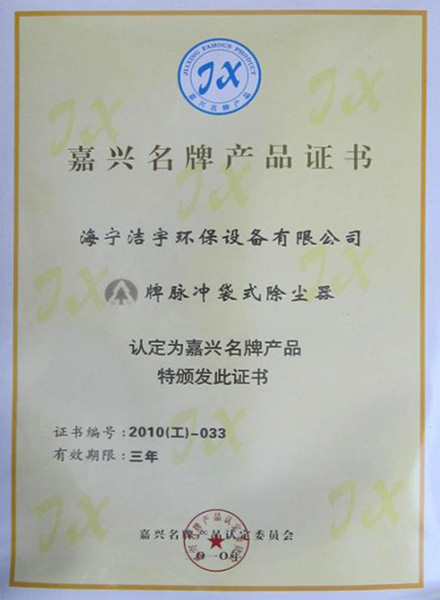 JIAXING FAMOUS PRODUCT
JX
嘉兴名牌产品
嘉兴名牌产品证书
海宁洁宇环保设备有限公司
牌脉冲袋式除尘器
认定为嘉兴名牌产品
特颁发此证书
证书编号：2010(工)-033
有效期限：三年
嘉兴名牌产品认定委员会